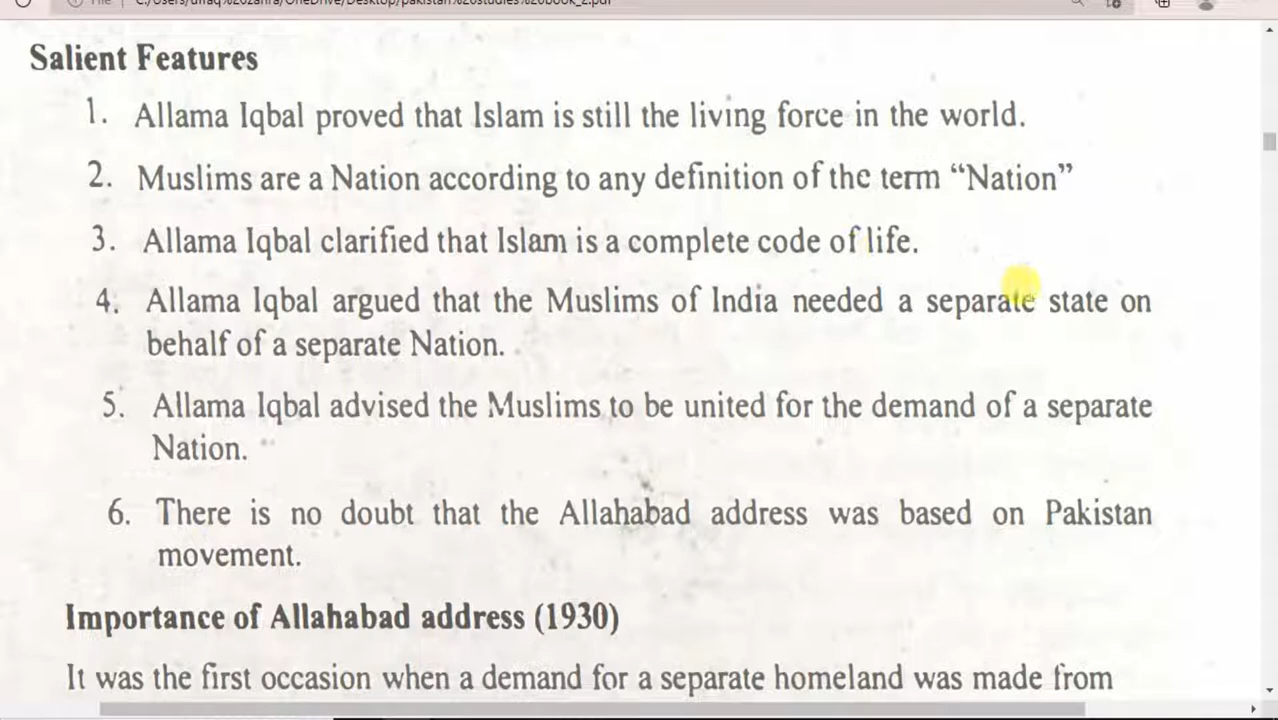 Salient Features
1. Allama Iqbal proved that Islam is still the living force in the world.
2. Muslims are a Nation according to any definition of the term “Nation”
3. Allama Iqbal clarified that Islam is a complete code of life.
4. Allama Iqbal argued that the Muslims of India needed a separate state on
behalf of a separate Nation.
5. Allama Iqbal advised the Muslims to be united for the demand of a separate
Nation.
6. There is no doubt that the Allahabad address was based on Pakistan
movement.
Importance of Allahabad address (1930)
It was the first occasion when a demand for a separate homeland was made from